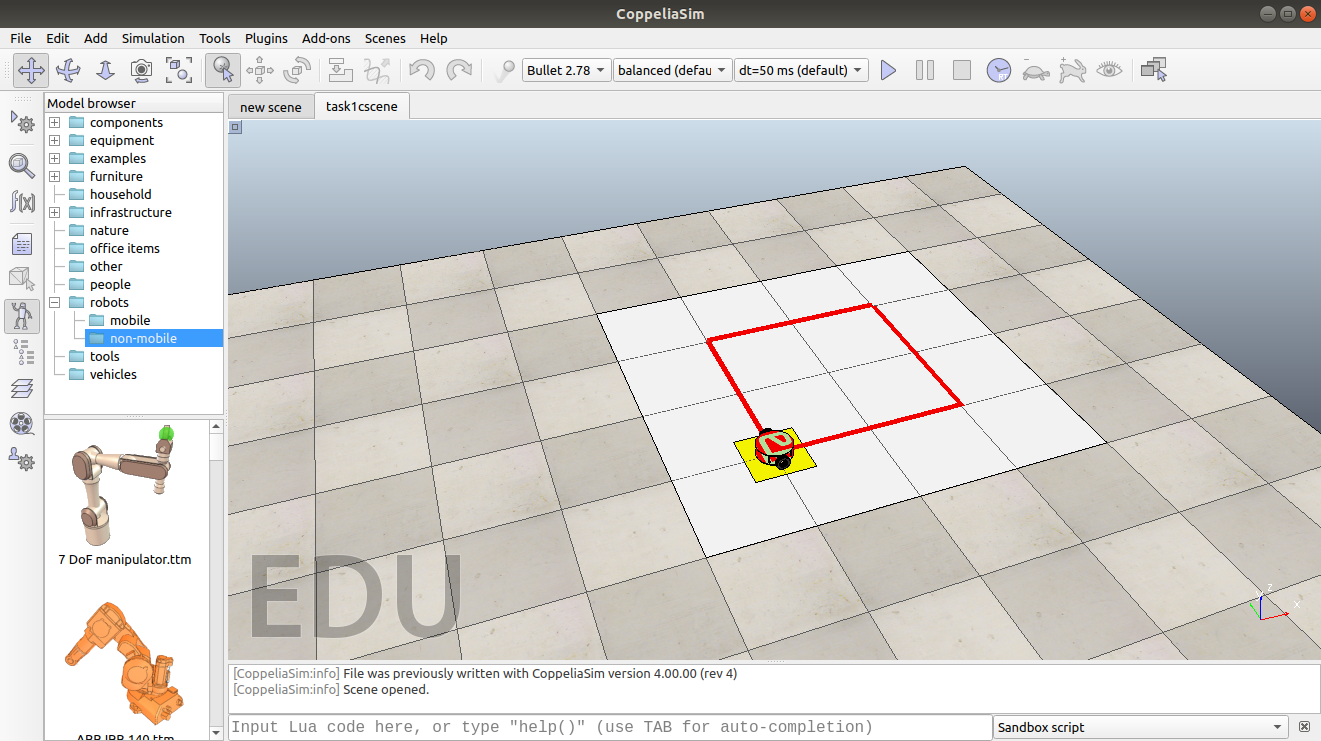 CoppeliaSim
File Edit Add Simulation Tools Plugins Add-ons Scenes Help
Bullet 2.78 balanced (defau dt=50 ms (default) RT
Model browser
components
equipment
examples
furniture
household
infrastructure
nature
office items
other
people
robots
mobile
non-mobile
tools
vehicles
7 DoF manipulator.ttm
ABB IRB 140.ttm
new scene task1cscene
EDU
z
x
[CoppeliaSim:info] File was previously written with CoppeliaSim version 4.00.00 (rev 4)
[CoppeliaSim:info] Scene opened.
Input Lua code here, or type "help()" (use TAB for auto-completion) Sandbox script